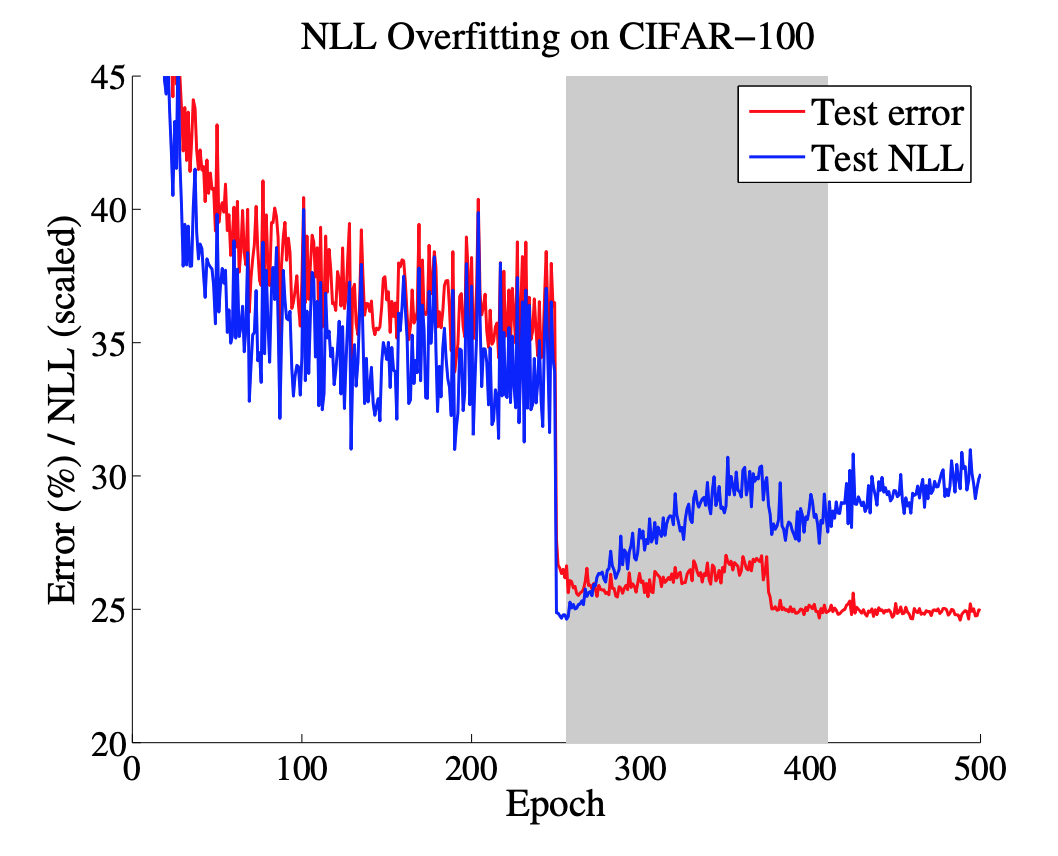 NLL Overfitting on CIFAR−100
Error (%) / NLL (scaled)
45
40
35
30
25
20
Test error
Test NLL
0 100 200 300 400 500
Epoch